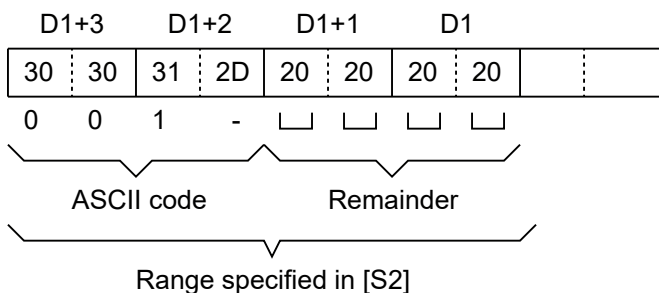 D1+3 D1+2 D1+1 D1
30 30 31 2D 20 20 20 20
0 0 1 -
ASCII code Remainder
Range specified in [S2]